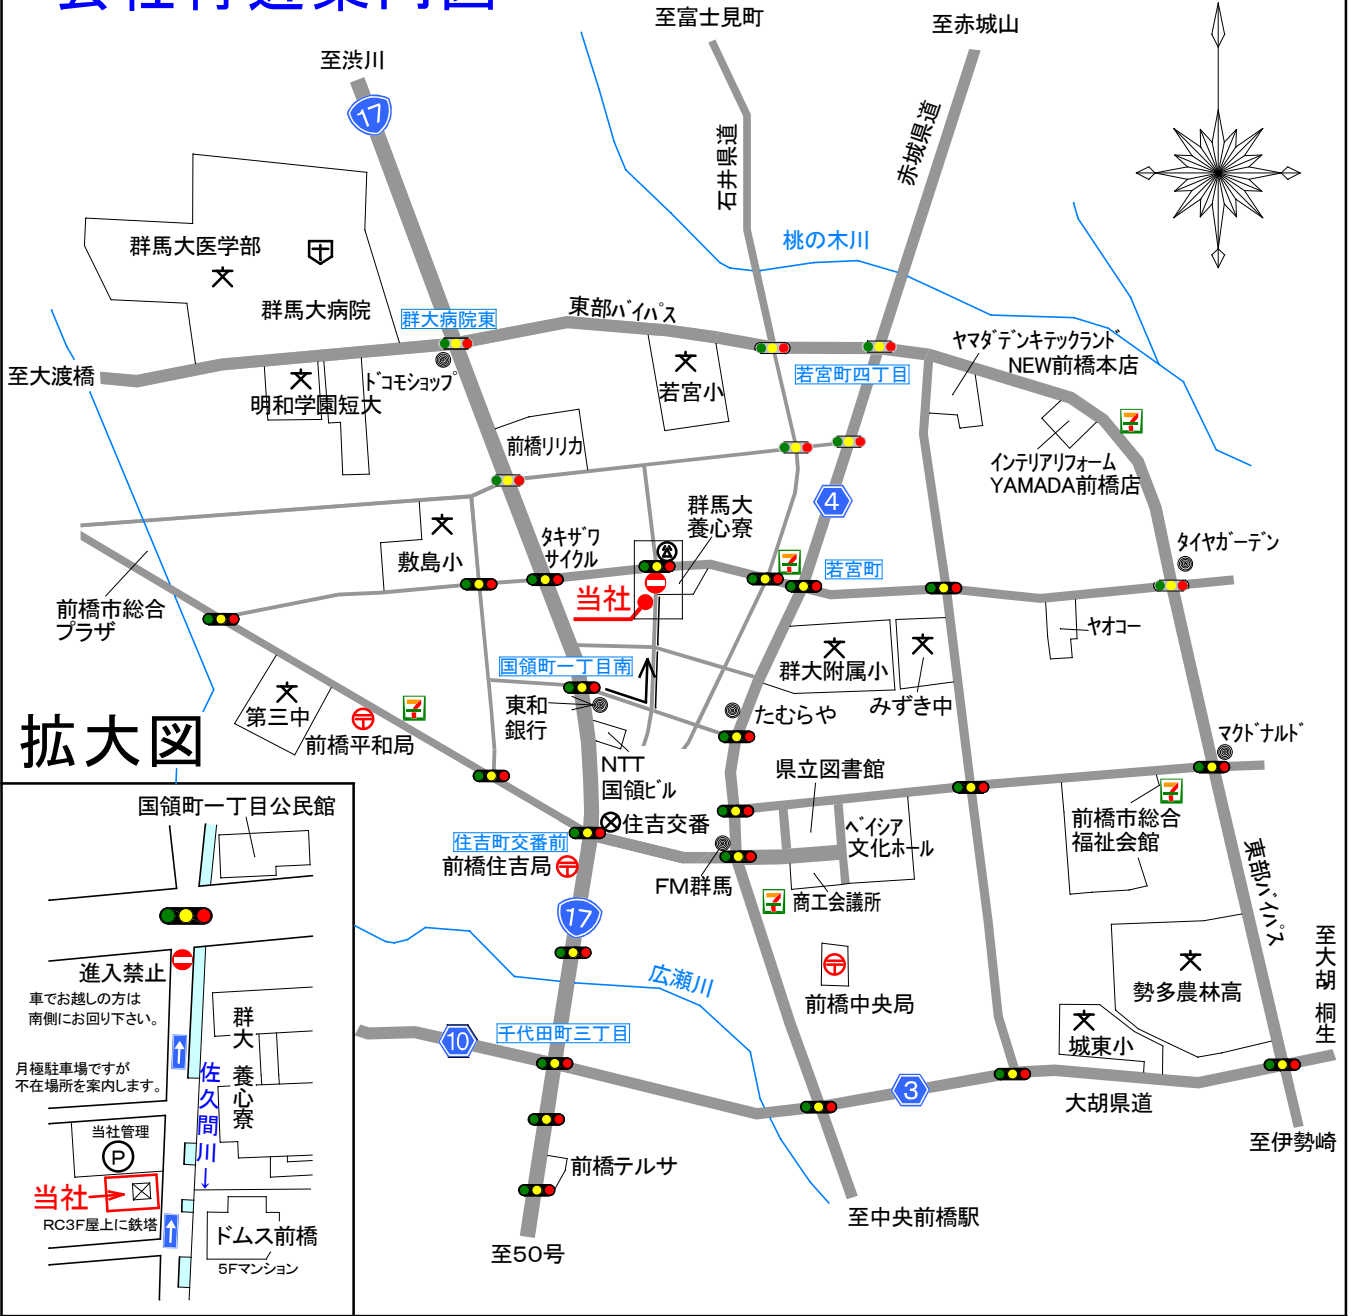 会社付近案内図
至富士見町
至赤城山
至渋川
17
石井県道
赤城県道
桃の木川
群馬大医学部
群馬大病院
群大病院東
東部バイパス
ヤマダデンキテックランド
NEW前橋本店
至大渡橋
ドコモショップ
明和学園短大
若宮小
若宮町四丁目
前橋リリカ
インテリアリフォーム
YAMADA前橋店
4
群馬大
養心寮
タキザワ
サイクル
敷島小
タイヤガーデン
若宮町
当社
前橋市総合
プラザ
ヤオコー
国領町一丁目南
群大附属小
みずき中
東和
銀行
たむらや
第三中
前橋平和局
マクドナルド
NTT
国領ビル
県立図書館
住吉交番
住吉町交番前
前橋住吉局
ベイシア
文化ホール
前橋市総合
福祉会館
FM群馬
商工会議所
東部バイパス
17
広瀬川
前橋中央局
勢多農林高
至大胡 桐生
10
千代田町三丁目
城東小
3
大胡県道
至伊勢崎
前橋テルサ
至中央前橋駅
至50号
拡大図
国領町一丁目公民館
進入禁止
車でお越しの方は
南側にお回り下さい。
群大 養心寮
月極駐車場ですが
不在場所を案内します。
佐久間川→
当社管理
P
当社
RC3F屋上に鉄塔
ドムス前橋
5Fマンション